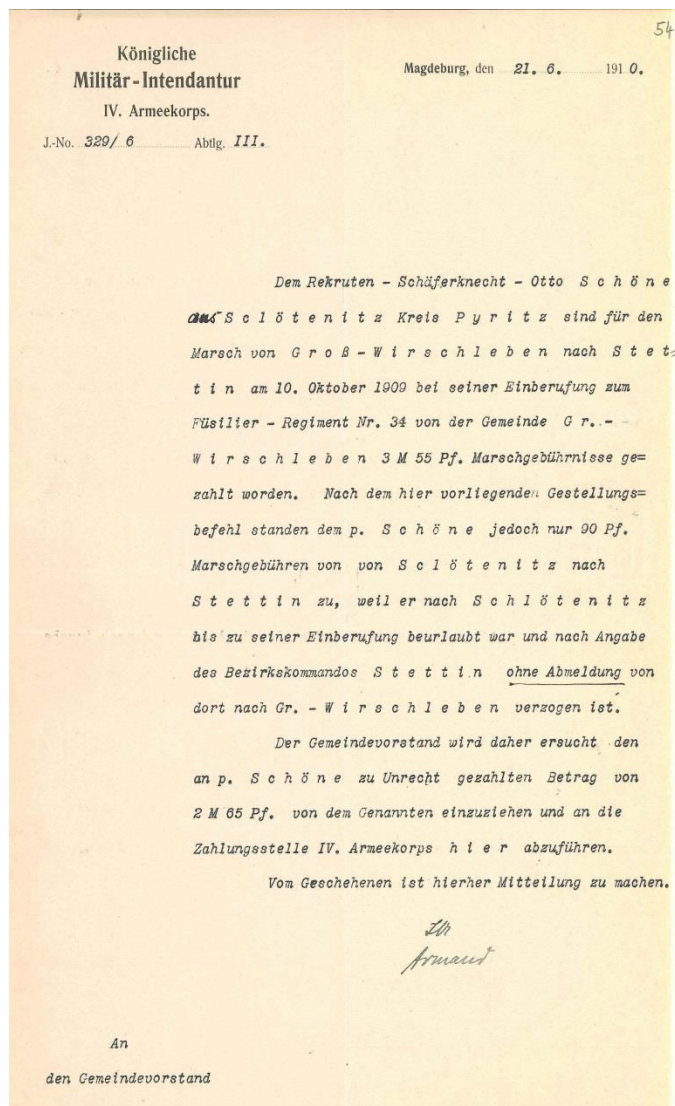 54
Königliche
Militär-Intendantur
IV. Armeekorps.
Magdeburg, den 21. 6. 1910.
J.-No. 329/ 6 Abtlg. III.
Dem Rekruten - Schäferknecht - Otto S c h ö n e
aus S c l ö t e n i t z Kreis P y r i t z sind für den
Marsch von G r o ß - W i r s c h l e b e n nach S t e t=
t i n am 10. Oktober 1909 bei seiner Einberufung zum
Füsilier - Regiment Nr. 34 von der Gemeinde G r. -
W i r s c h l e b e n 3 M 55 Pf. Marschgebührnisse ge=
zahlt worden. Nach dem hier vorliegenden Gestellungs=
befehl standen dem p. S c h ö n e jedoch nur 90 Pf.
Marschgebühren von von S c l ö t e n i t z nach
S t e t t i n zu, weil er nach S c h l ö t e n i t z
bis zu seiner Einberufung beurlaubt war und nach Angabe
des Bezirkskommandos S t e t t i n ohne Abmeldung von
dort nach Gr. - W i r s c h l e b e n verzogen ist.
Der Gemeindevorstand wird daher ersucht den
an p. S c h ö n e zu Unrecht gezahlten Betrag von
2 M 65 Pf. von dem Genannten einzuziehen und an die
Zahlungsstelle IV. Armeekorps h i e r abzuführen.
Vom Geschehenen ist hierher Mitteilung zu machen.
Armand
An
den Gemeindevorstand